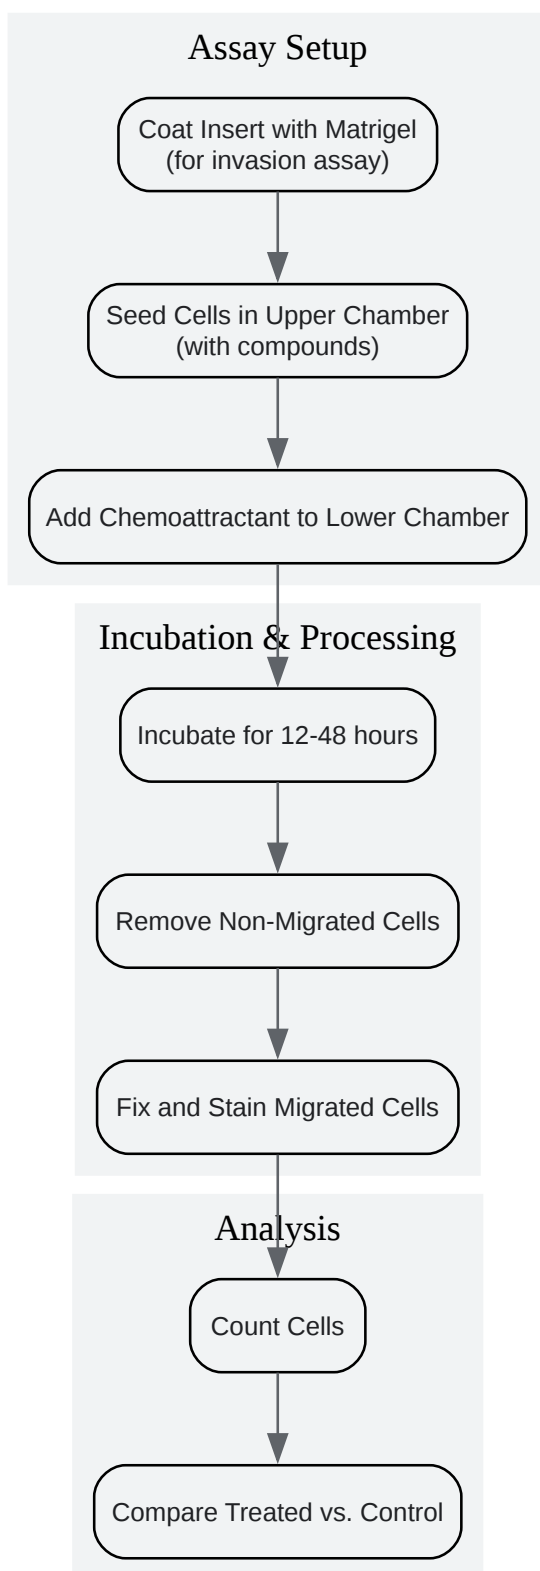 Assay Setup
Coat Insert with Matrigel
(for invasion assay)
Seed Cells in Upper Chamber
(with compounds)
Add Chemoattractant to Lower Chamber
Incubation & Processing
Incubate for 12-48 hours
Remove Non-Migrated Cells
Fix and Stain Migrated Cells
Analysis
Count Cells
Compare Treated vs. Control